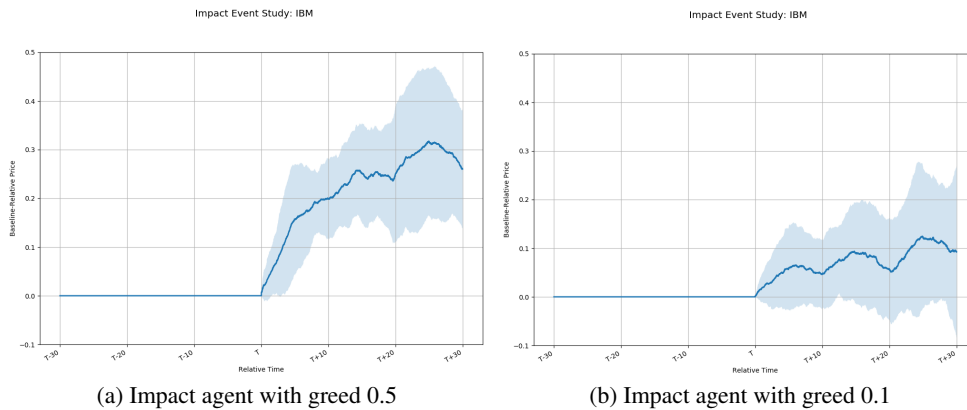 Impact Event Study: IBM
0.5
0.4
0.3
0.2
0.1
0.0
−0.1
Baseline-Relative Price
T-30
T-20
T-10
T
T+10
T+20
T+30
Relative Time
(a) Impact agent with greed 0.5
Impact Event Study: IBM
0.5
0.4
0.3
0.2
0.1
0.0
−0.1
Baseline-Relative Price
T-30
T-20
T-10
T
T+10
T+20
T+30
Relative Time
(b) Impact agent with greed 0.1